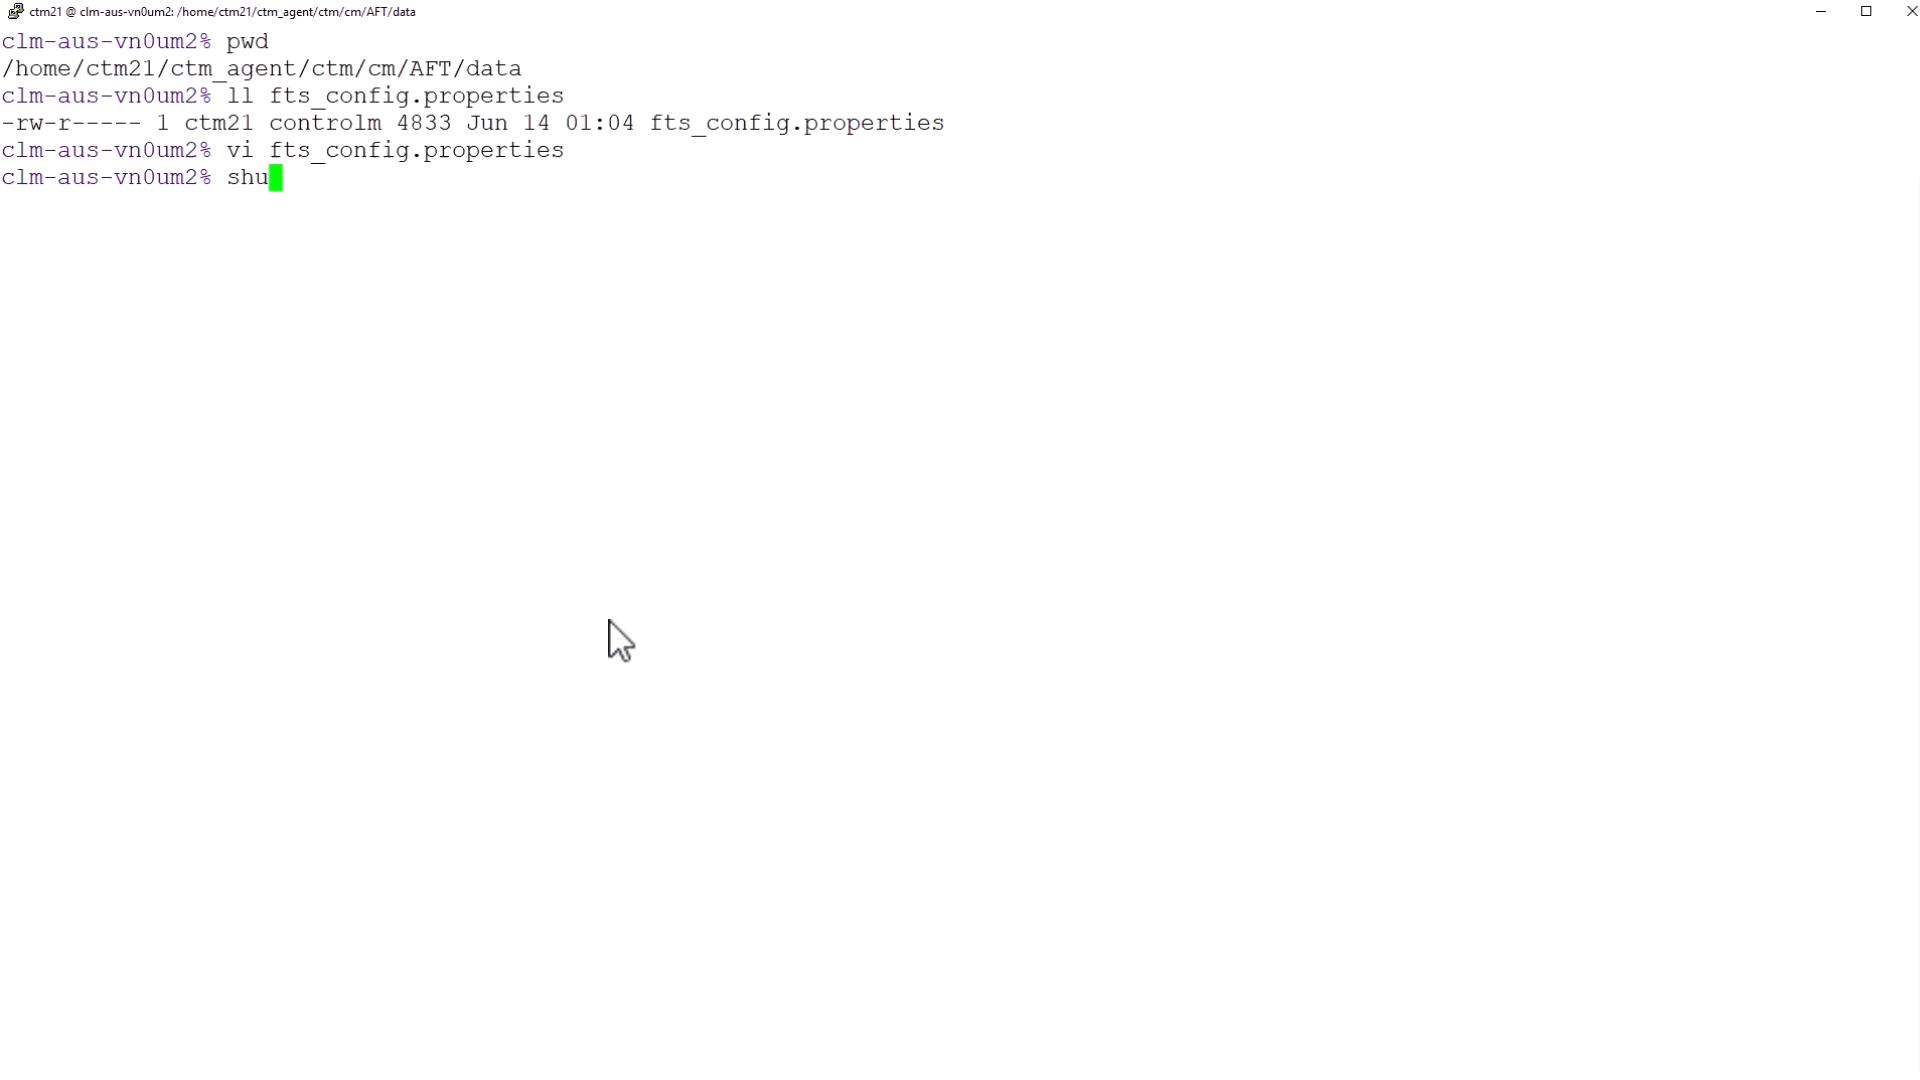 ctm21 @ clm-aus-vn0um2: /home/ctm21/ctm_agent/ctm/cm/AFT/data
clm-aus-vn0um2% pwd
/home/ctm21/ctm_agent/ctm/cm/AFT/data
clm-aus-vn0um2% ll fts_config.properties
-rw-r----- 1 ctm21 controlm 4833 Jun 14 01:04 fts_config.properties
clm-aus-vn0um2% vi fts_config.properties
clm-aus-vn0um2% shu